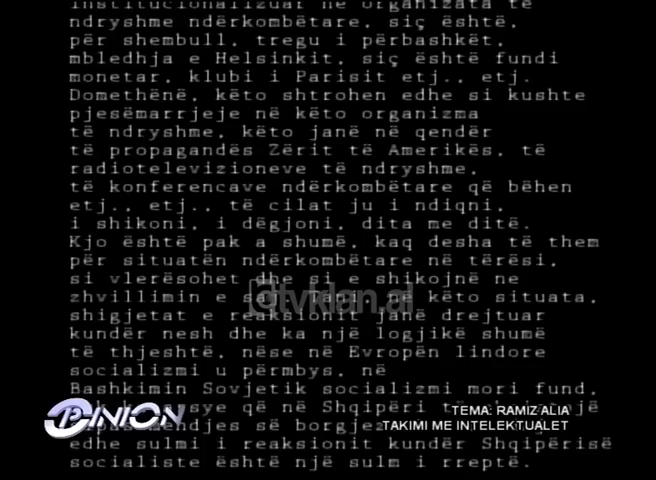 institucionalizuar në organizata të
ndryshme ndërkombëtare, siç është,
për shembull, tregu i përbashkët,
mbledhja e Helsinkit, siç është fundi
monetar, klubi i Parisit etj., etj.
Domethënë, këto shtrohen edhe si kushte
pjesëmarrjeje në këto organizma
të ndryshme, këto janë në qendër
të propagandës Zërit të Amerikës, të
radiotelevizioneve të ndryshme,
të konferencave ndërkombëtare që bëhen
etj., etj., të cilat ju i ndiqni,
i shikoni, i dëgjoni, dita me ditë.
Kjo është pak a shumë, kaq desha të them
për situatën ndërkombëtare në tërësi,
si vlerësohet dhe si e shikojnë ne
zhvillimin e saj. Tani në këto situata,
@tvklan.al
shigjetat e reaksionit janë drejtuar
kundër nesh dhe ka një logjikë shumë
të thjeshtë, nëse në Evropën lindore
socializmi u përmbys, në
Bashkimin Sovjetik socializmi mori fund,
që në Shqipëri
OPINION
TEMA: RAMIZ ALIA
TAKIMI ME INTELEKTUALET
së
edhe sulmi i reaksionit kundër Shqipërisë
socialiste është një sulm i rreptë.